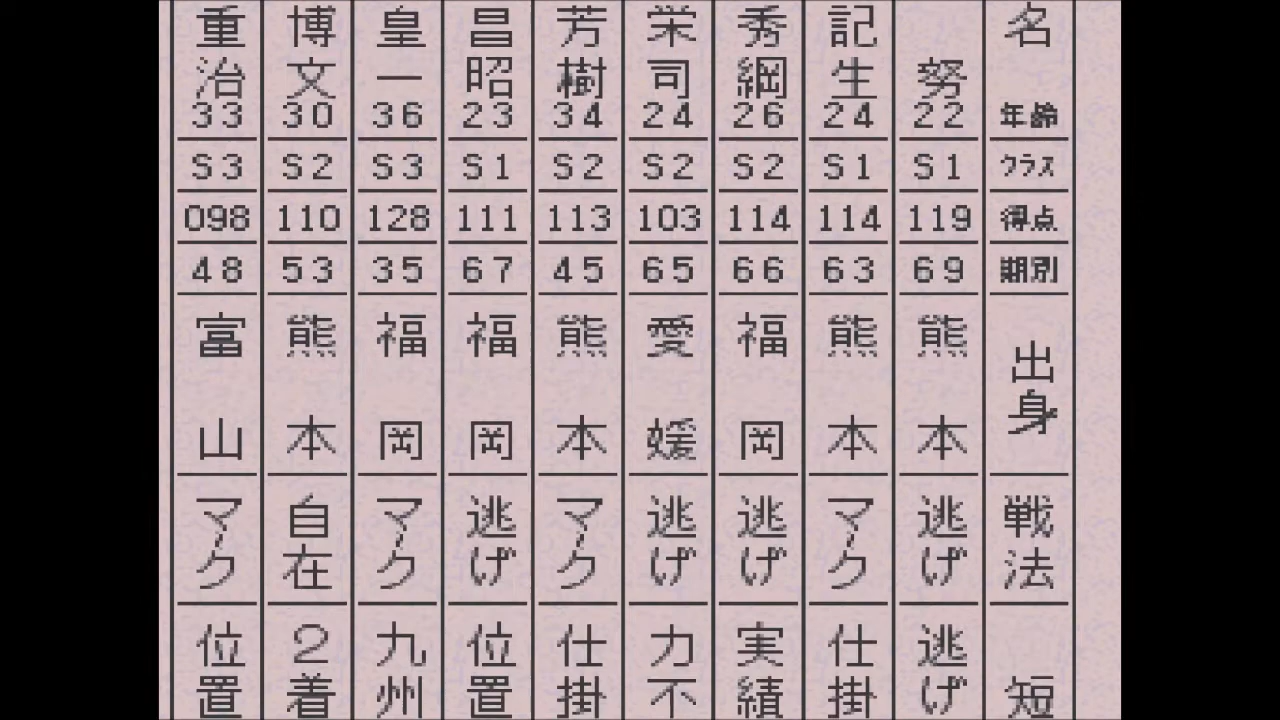 名
年齢
クラス
得点
期別
出身
戦法
短
努
22
S1
119
69
熊本
逃げ
逃げ
記生
24
S1
114
63
熊本
マーク
仕掛
秀綱
26
S2
114
66
福岡
逃げ
実績
栄司
24
S2
103
65
愛媛
逃げ
力不
芳樹
34
S2
113
45
熊本
マーク
仕掛
昌昭
23
S1
111
67
福岡
逃げ
位置
皇一
36
S3
128
35
福岡
マーク
九州
博文
30
S2
110
53
熊本
自在
2着
重治
33
S3
098
48
富山
マーク
位置